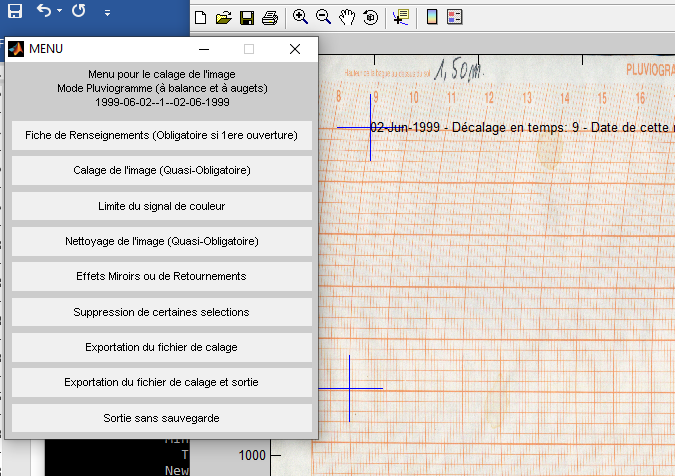 MENU
Menu pour le calage de l'image
Mode Pluviogramme (à balance et à augets)
1999-06-02--1--02-06-1999
Fiche de Renseignements (Obligatoire si 1ere ouverture)
Calage de l'image (Quasi-Obligatoire)
Limite du signal de couleur
Nettoyage de l'image (Quasi-Obligatoire)
Effets Miroirs ou de Retournements
Suppression de certaines selections
Exportation du fichier de calage
Exportation du fichier de calage et sortie
Sortie sans sauvegarde
1,50m.
PLUVIOGRA
8 9 10 11 12 13 14 15 16
02-Jun-1999 - Décalage en temps: 9 - Date de cette
T
New
1000